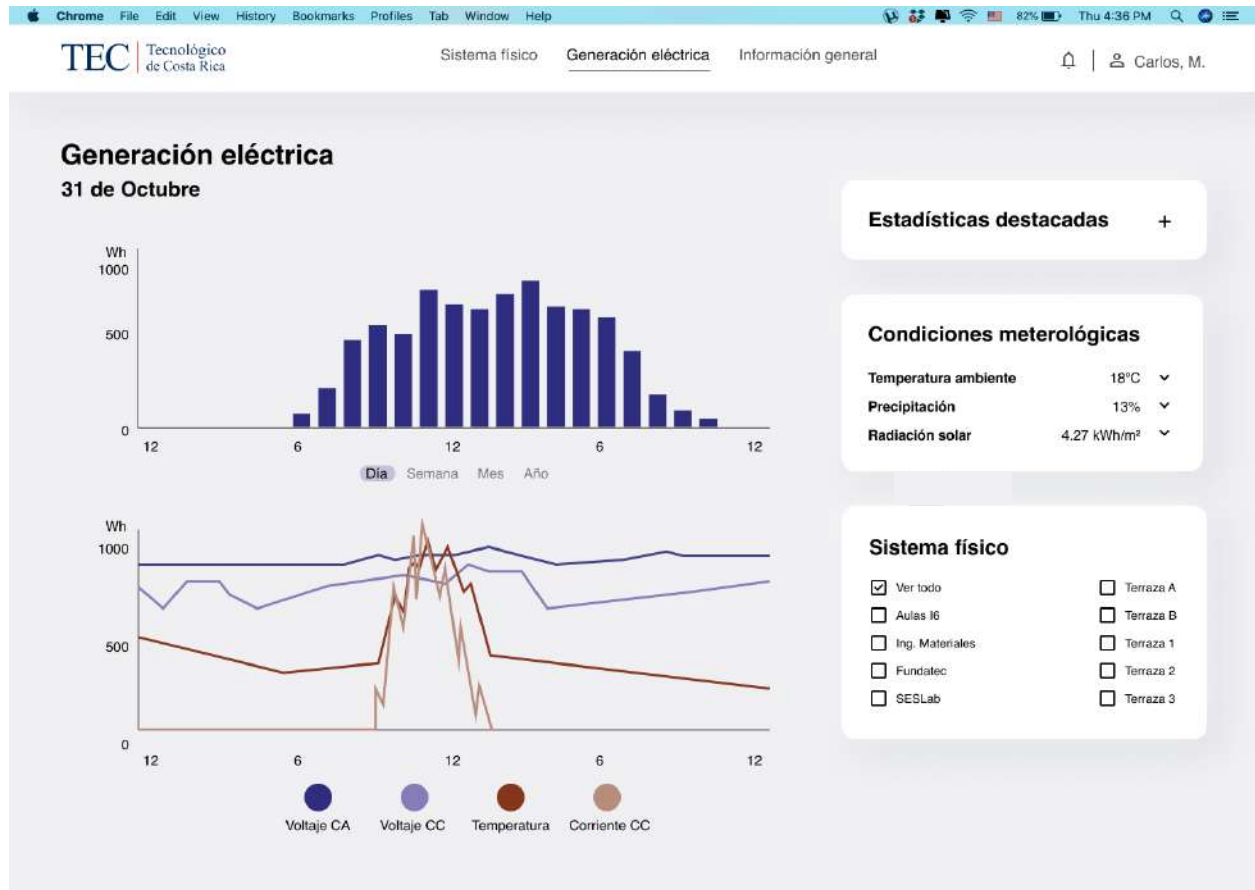 Chrome File Edit View History Bookmarks Profiles Tab Window Help 82% Thu 4:36 PM
TEC Tecnológico de Costa Rica
Sistema físico Generación eléctrica Información general
Carlos, M.
Generación eléctrica
31 de Octubre
Wh
1000
500
0
12 6 12 6 12
Día Semana Mes Año
Wh
1000
500
0
12 6 12 6 12
Voltaje CA Voltaje CC Temperatura Corriente CC
Estadísticas destacadas +
Condiciones meterológicas
Temperatura ambiente 18°C
Precipitación 13%
Radiación solar 4.27 kWh/m²
Sistema físico
Ver todo Terraza A
Aulas I6 Terraza B
Ing. Materiales Terraza 1
Fundatec Terraza 2
SESLab Terraza 3